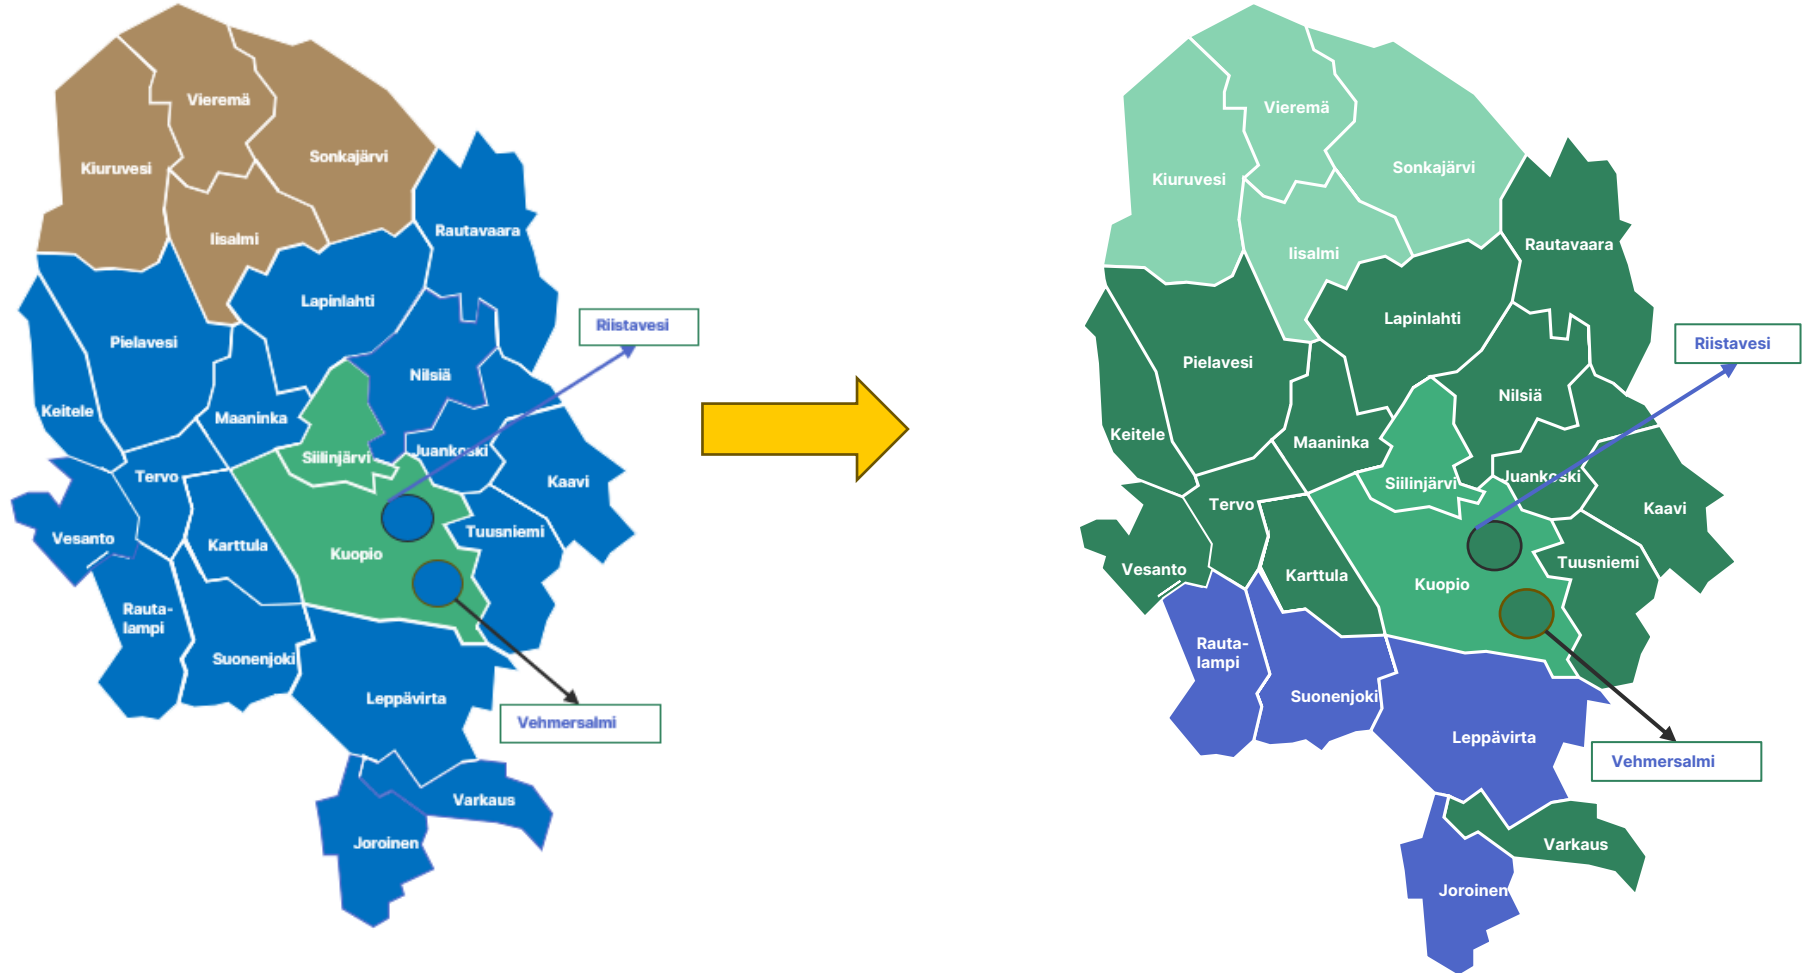 Vieremä
Kiuruvesi
Sonkajärvi
Iisalmi
Rautavaara
Lapinlahti
Riistavesi
Pielavesi
Nilsiä
Keitele
Maaninka
Siilinjärvi
Juankoski
Tervo
Kaavi
Vesanto
Karttula
Kuopio
Tuusniemi
Rauta-
lampi
Suonenjoki
Leppävirta
Vehmersalmi
Varkaus
Joroinen
Vieremä
Kiuruvesi
Sonkajärvi
Iisalmi
Rautavaara
Lapinlahti
Riistavesi
Pielavesi
Nilsiä
Keitele
Maaninka
Siilinjärvi
Juankoski
Tervo
Kaavi
Vesanto
Karttula
Kuopio
Tuusniemi
Rauta-
lampi
Suonenjoki
Leppävirta
Vehmersalmi
Varkaus
Joroinen